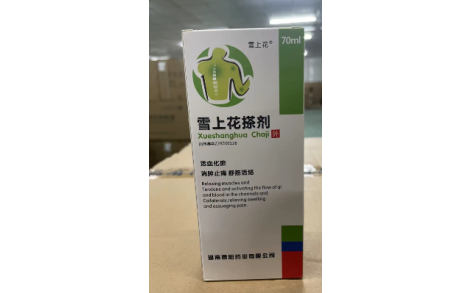 雪上花®
70ml
雪上花搽剂
Xueshanghua Chaji
活血化瘀
消肿止痛 舒筋活络
Relaxing muscles and
Tendons and activating the flow of qi
and blood in the channels and
Collaterals, relieving swelling
and assuaging pain.